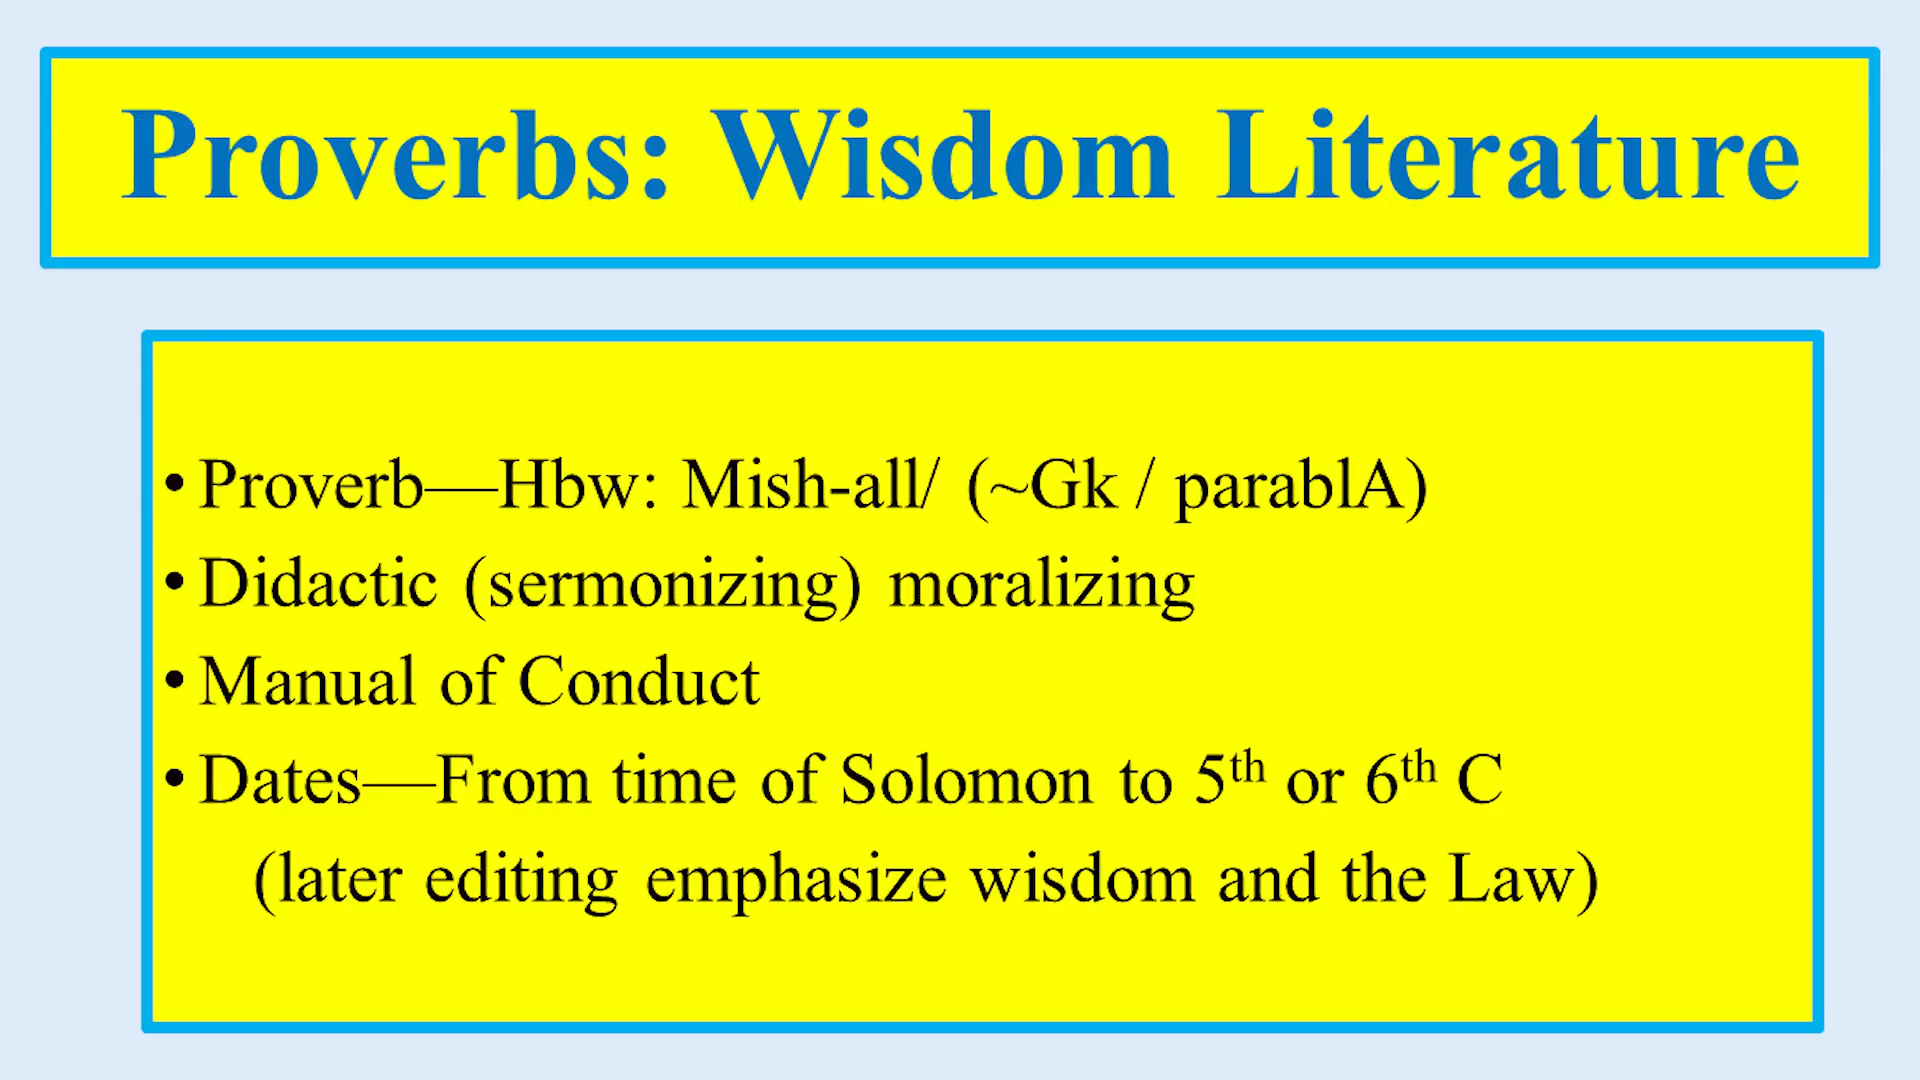 Proverbs: Wisdom Literature
• Proverb—Hbw: Mish-all/ (~Gk / parablA)
• Didactic (sermonizing) moralizing
• Manual of Conduct
• Dates—From time of Solomon to 5th or 6th C
(later editing emphasize wisdom and the Law)